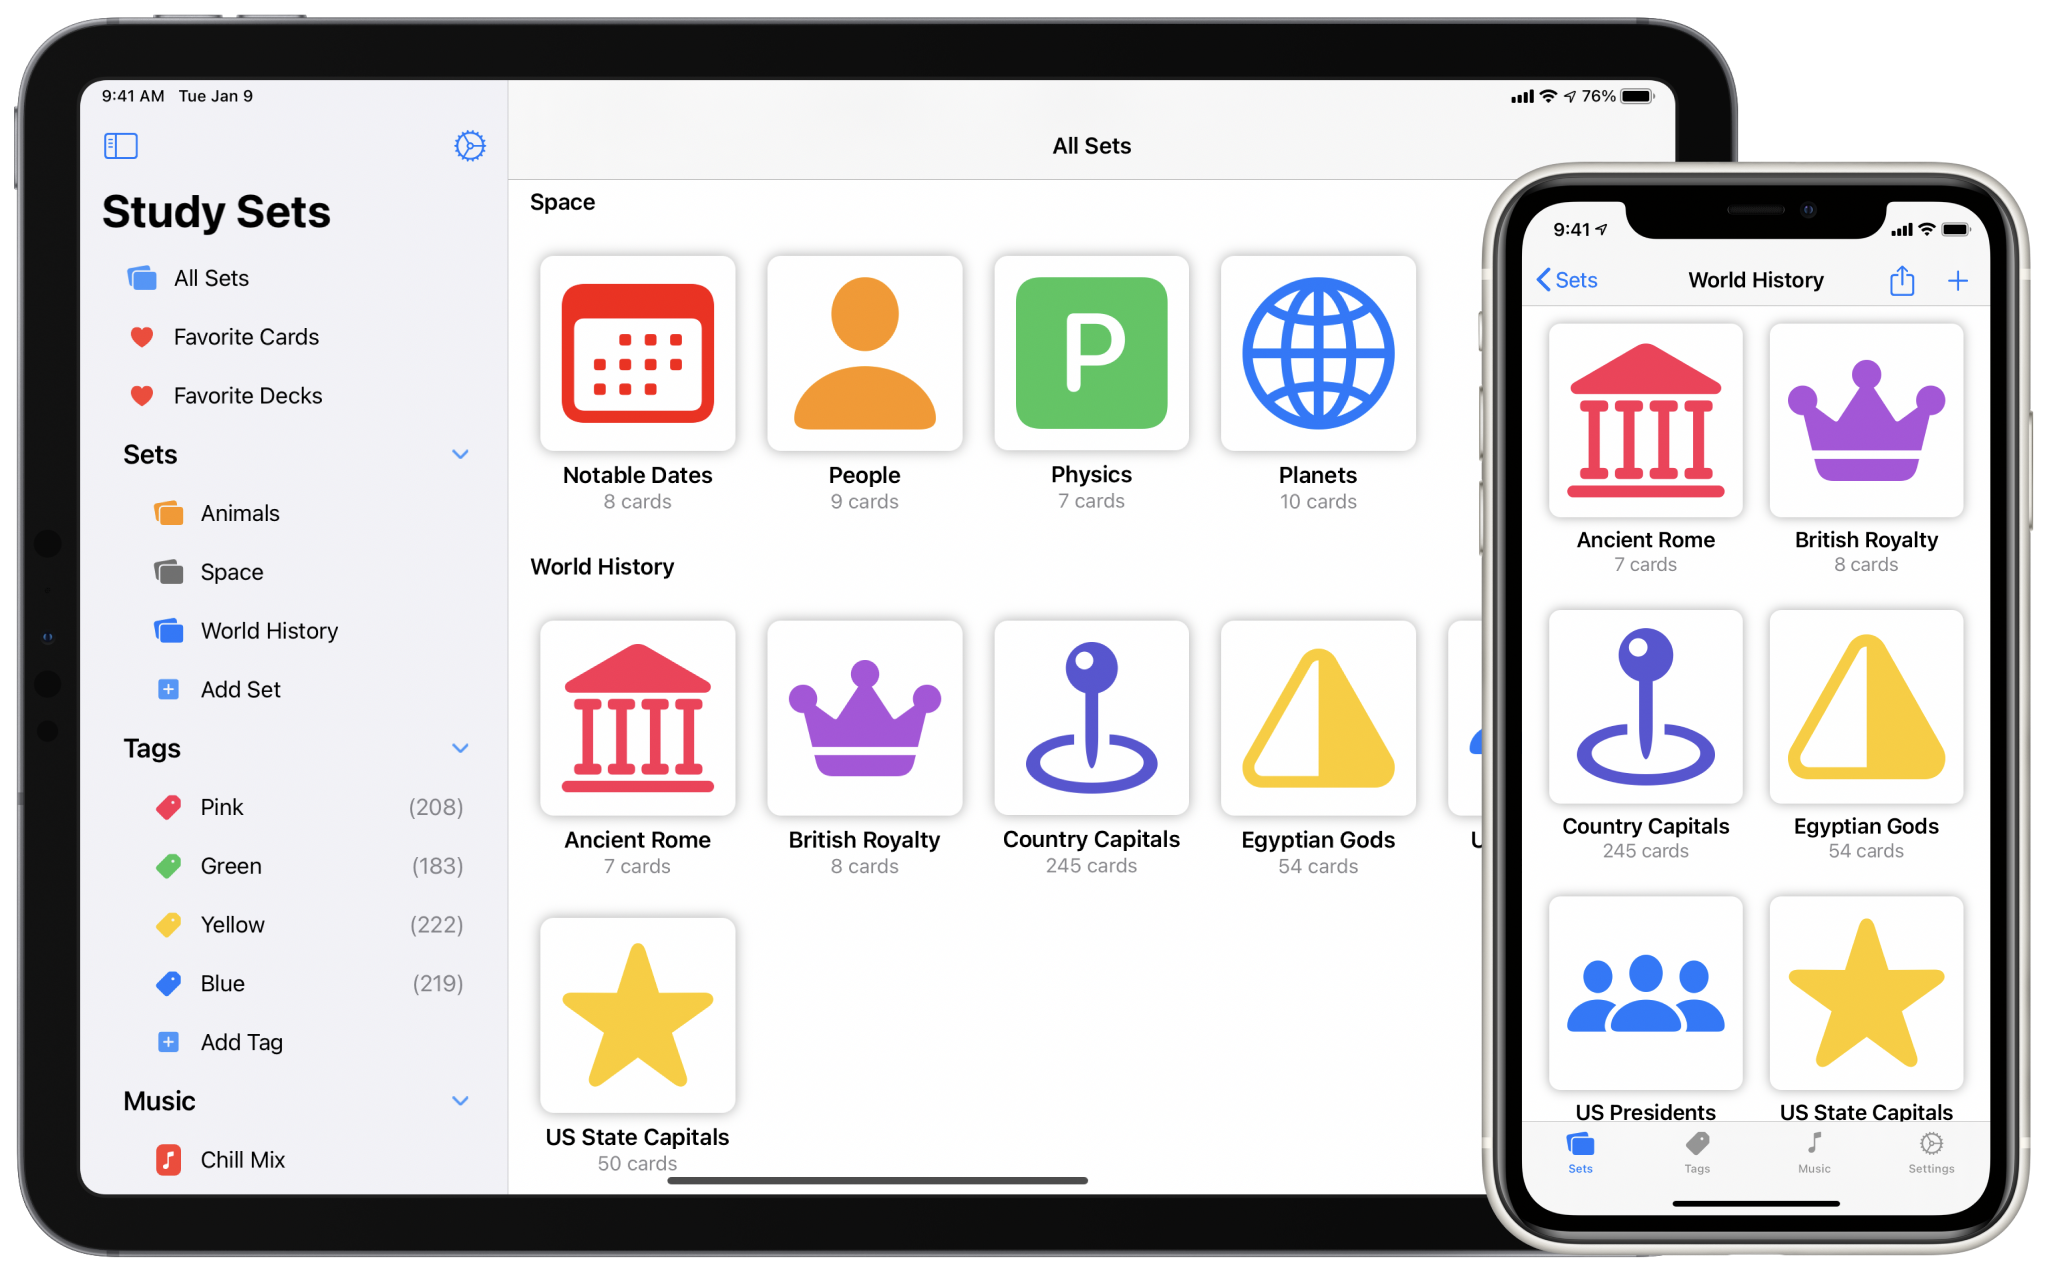 9:41 AM Tue Jan 9
76%
Study Sets
All Sets
Favorite Cards
Favorite Decks
Sets
Animals
Space
World History
Add Set
Tags
Pink (208)
Green (183)
Yellow (222)
Blue (219)
Add Tag
Music
Chill Mix
All Sets
Space
P
Notable Dates People Physics Planets
8 cards 9 cards 7 cards 10 cards
World History
Ancient Rome British Royalty Country Capitals Egyptian Gods
7 cards 8 cards 245 cards 54 cards
US State Capitals
50 cards
9:41
Sets World History
Ancient Rome British Royalty
7 cards 8 cards
Country Capitals Egyptian Gods
245 cards 54 cards
US Presidents US State Capitals
Sets Tags Music Settings